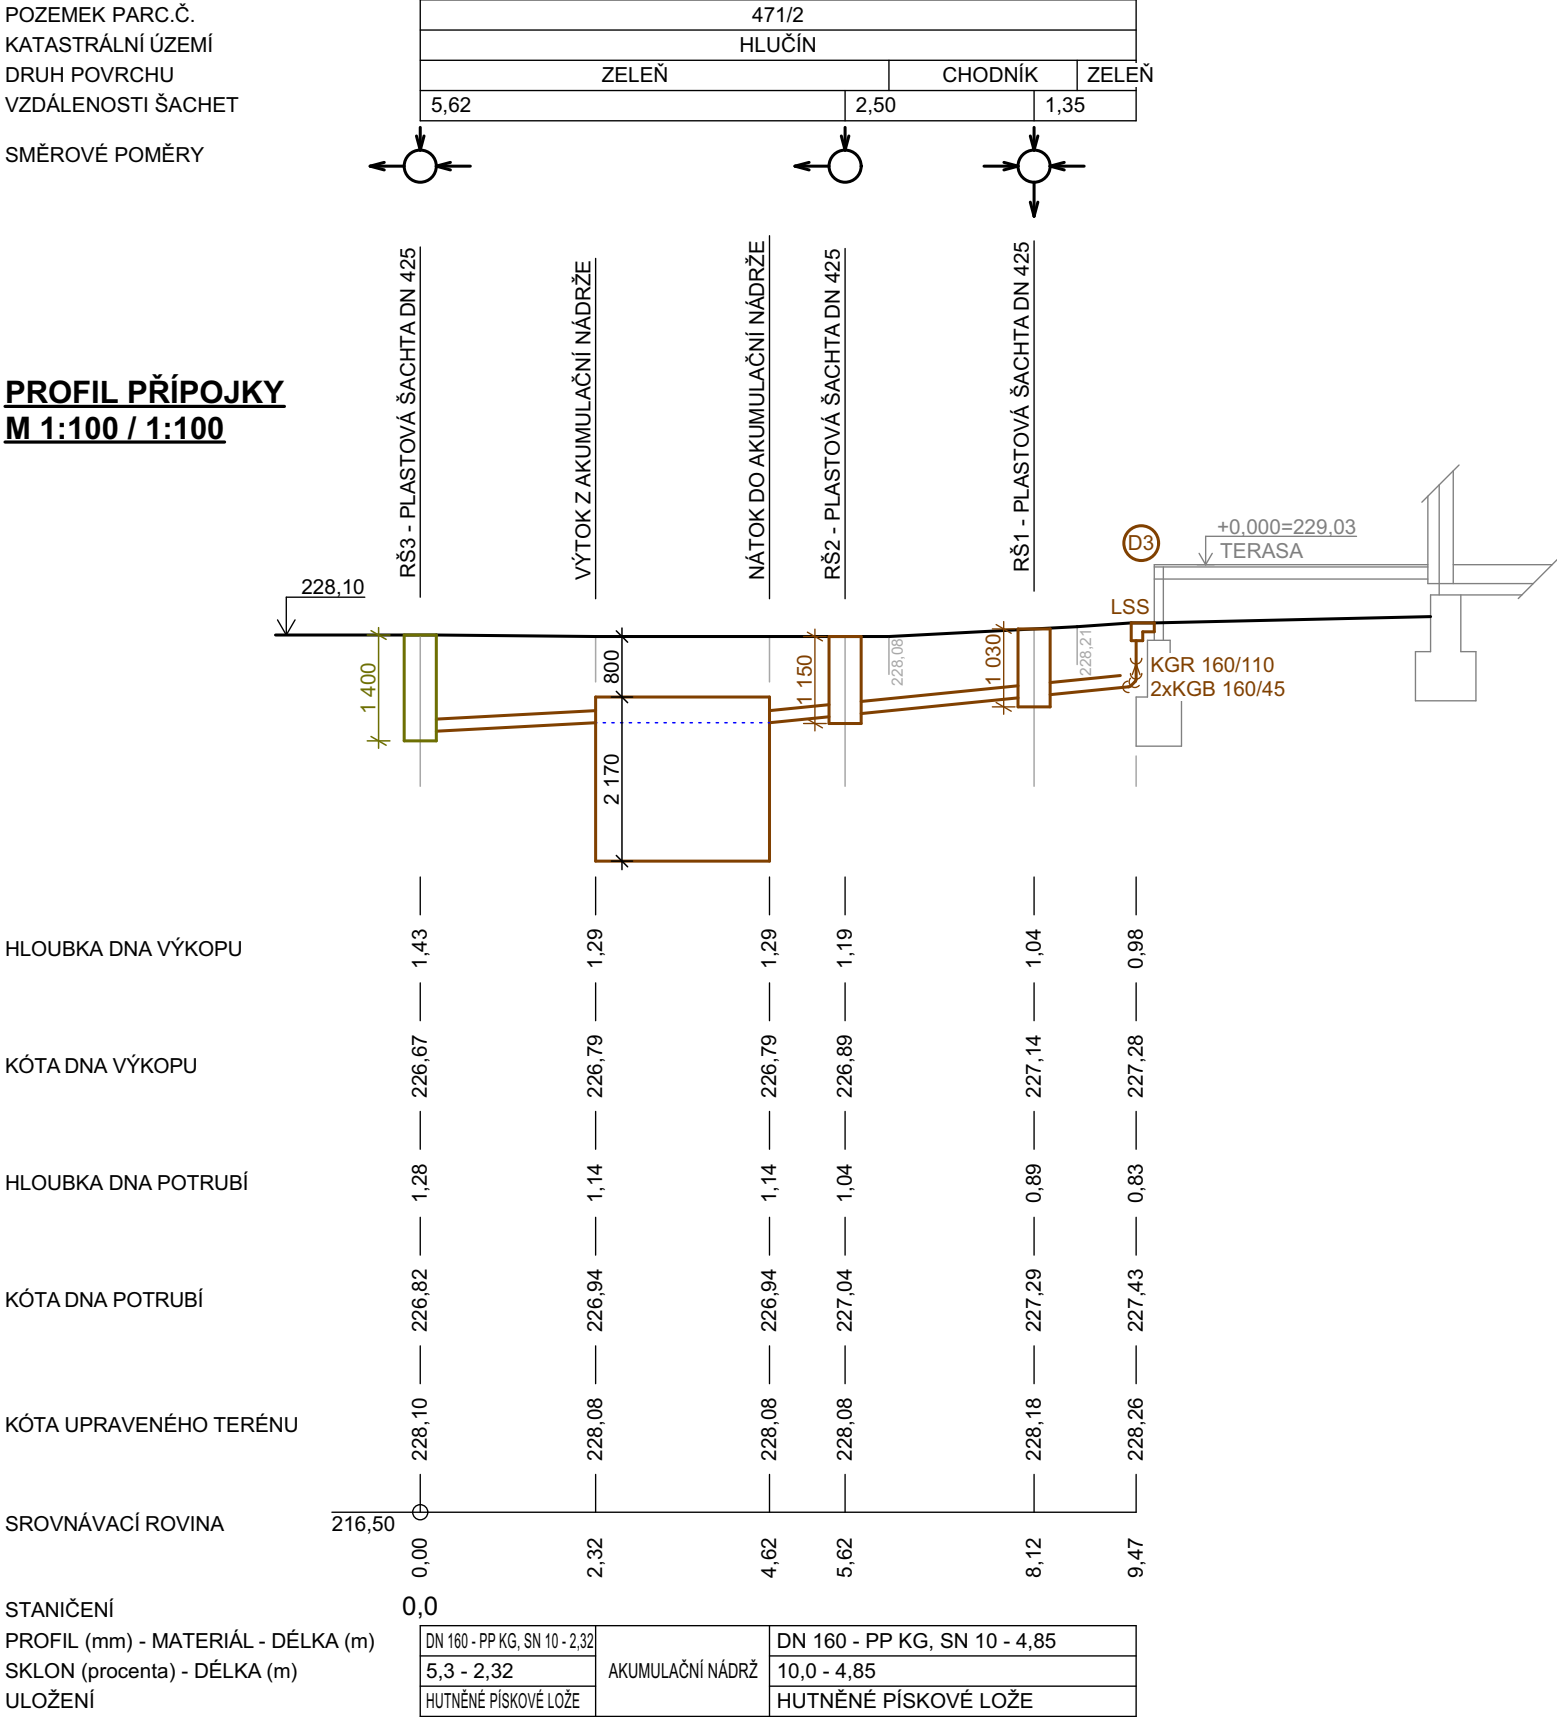 POZEMEK PARC.Č. 471/2
KATASTRÁLNÍ ÚZEMÍ HLUČÍN
DRUH POVRCHU ZELEŇ CHODNÍK ZELEŇ
VZDÁLENOSTI ŠACHET 5,62 2,50 1,35
SMĚROVÉ POMĚRY
RŠ3 - PLASTOVÁ ŠACHTA DN 425
VÝTOK Z AKUMULAČNÍ NÁDRŽE
NÁTOK DO AKUMULAČNÍ NÁDRŽE
RŠ2 - PLASTOVÁ ŠACHTA DN 425
RŠ1 - PLASTOVÁ ŠACHTA DN 425
PROFIL PŘÍPOJKY
M 1:100 / 1:100
D3
+0,000=229,03
TERASA
228,10
LSS
1 400
800
2 170
1 150
228,08
1 030
228,21
KGR 160/110
2xKGB 160/45
HLOUBKA DNA VÝKOPU 1,43 1,29 1,29 1,19 1,04 0,98
KÓTA DNA VÝKOPU 226,67 226,79 226,79 226,89 227,14 227,28
HLOUBKA DNA POTRUBÍ 1,28 1,14 1,14 1,04 0,89 0,83
KÓTA DNA POTRUBÍ 226,82 226,94 226,94 227,04 227,29 227,43
KÓTA UPRAVENÉHO TERÉNU 228,10 228,08 228,08 228,08 228,18 228,26
SROVNÁVACÍ ROVINA 216,50
0,00 2,32 4,62 5,62 8,12 9,47
STANIČENÍ 0,0
PROFIL (mm) - MATERIÁL - DÉLKA (m) DN 160 - PP KG, SN 10 - 2,32 DN 160 - PP KG, SN 10 - 4,85
SKLON (procenta) - DÉLKA (m) 5,3 - 2,32 AKUMULAČNÍ NÁDRŽ 10,0 - 4,85
ULOŽENÍ HUTNĚNÉ PÍSKOVÉ LOŽE HUTNĚNÉ PÍSKOVÉ LOŽE